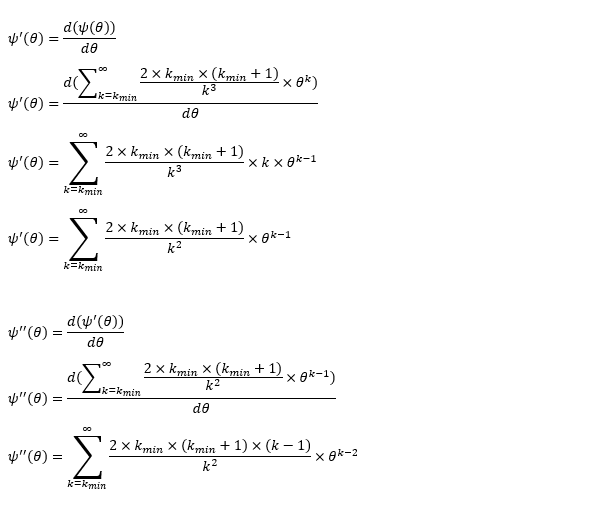 ψ′(θ) = d(ψ(θ)) / dθ
ψ′(θ) = d(∑_{k=k_min}^{∞} (2 × k_min × (k_min + 1)) / k³ × θ^k) / dθ
ψ′(θ) = ∑_{k=k_min}^{∞} (2 × k_min × (k_min + 1)) / k³ × k × θ^{k−1}
ψ′(θ) = ∑_{k=k_min}^{∞} (2 × k_min × (k_min + 1)) / k² × θ^{k−1}
ψ′′(θ) = d(ψ′(θ)) / dθ
ψ′′(θ) = d(∑_{k=k_min}^{∞} (2 × k_min × (k_min + 1)) / k² × θ^{k−1}) / dθ
ψ′′(θ) = ∑_{k=k_min}^{∞} (2 × k_min × (k_min + 1) × (k − 1)) / k² × θ^{k−2}